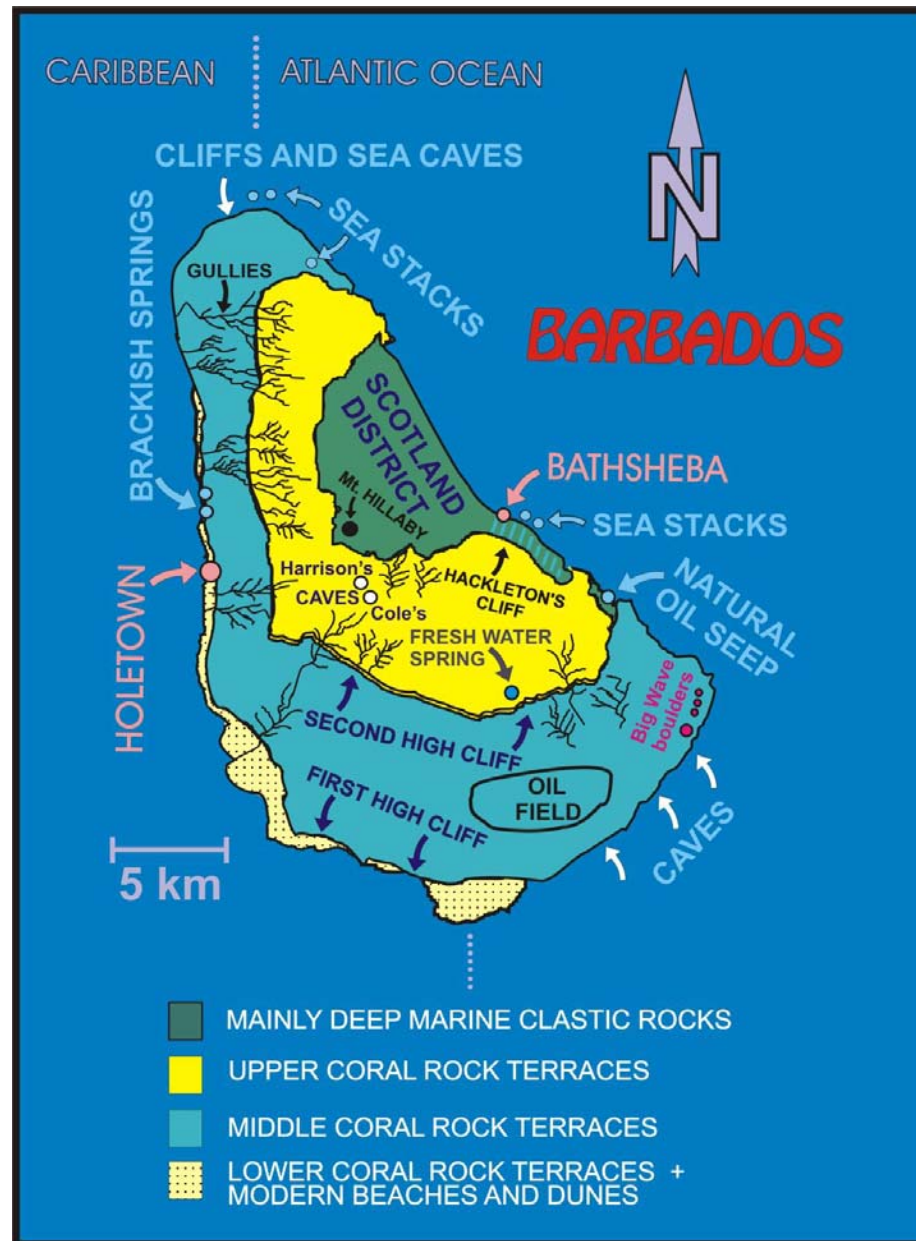 CARIBBEAN
ATLANTIC OCEAN
CLIFFS AND SEA CAVES
N
SEA STACKS
GULLIES
BRACKISH SPRINGS
BARBADOS
SCOTLAND
DISTRICT
Mt. HILLABY
BATHSHEBA
SEA STACKS
HACKLETON'S
CLIFF
Harrison's
CAVES
Cole's
NATURAL
OIL SEEP
HOLETOWN
FRESH WATER
SPRING
Big Wave
boulders
SECOND HIGH CLIFF
OIL
FIELD
FIRST HIGH CLIFF
CAVES
5 km
MAINLY DEEP MARINE CLASTIC ROCKS
UPPER CORAL ROCK TERRACES
MIDDLE CORAL ROCK TERRACES
LOWER CORAL ROCK TERRACES +
MODERN BEACHES AND DUNES